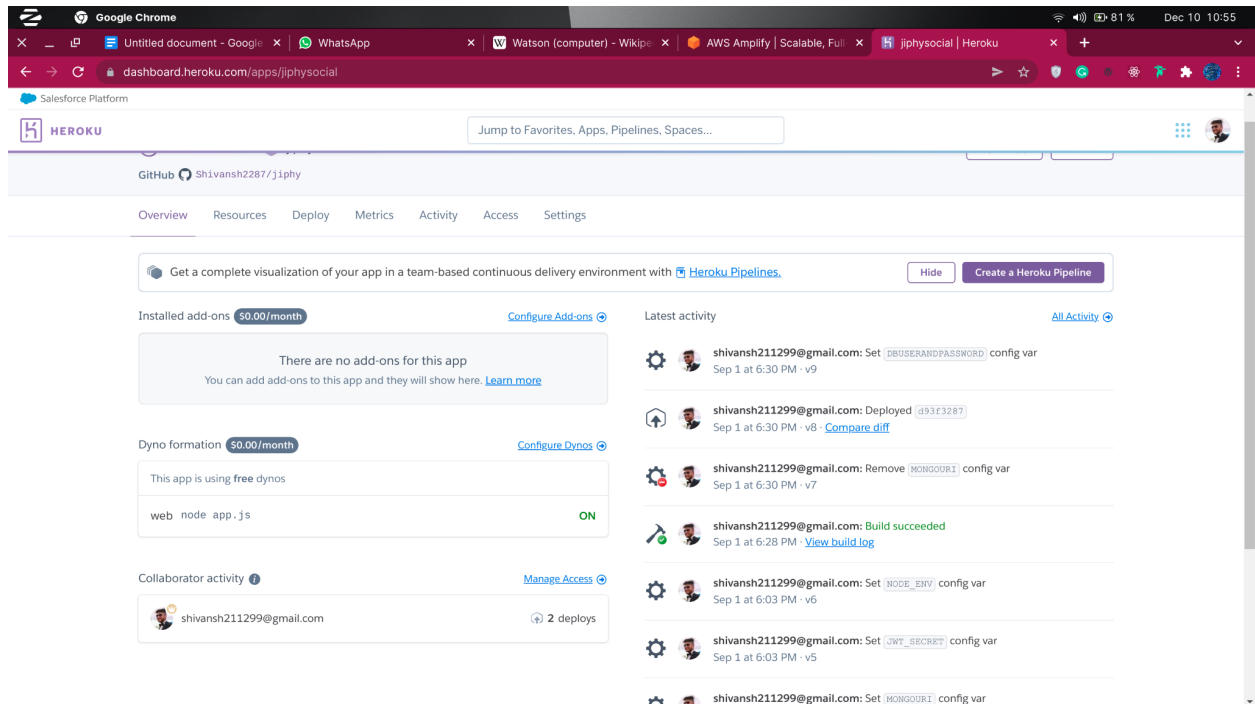 Google Chrome
81 %
Dec 10 10:55
Untitled document - Google
WhatsApp
Watson (computer) - Wikipe
AWS Amplify | Scalable, Full
jiphysocial | Heroku
dashboard.heroku.com/apps/jiphysocial
Salesforce Platform
HEROKU
Jump to Favorites, Apps, Pipelines, Spaces...
GitHub Shivansh2287/jiphy
Overview Resources Deploy Metrics Activity Access Settings
Get a complete visualization of your app in a team-based continuous delivery environment with Heroku Pipelines.
Hide
Create a Heroku Pipeline
Installed add-ons $0.00/month
Configure Add-ons
There are no add-ons for this app
You can add add-ons to this app and they will show here. Learn more
Dyno formation $0.00/month
Configure Dynos
This app is using free dynos
web node app.js
ON
Collaborator activity
Manage Access
shivansh211299@gmail.com
2 deploys
Latest activity
All Activity
shivansh211299@gmail.com: Set DBUSERANDPASSWORD config var
Sep 1 at 6:30 PM · v9
shivansh211299@gmail.com: Deployed d93f3287
Sep 1 at 6:30 PM · v8 · Compare diff
shivansh211299@gmail.com: Remove MONGOURI config var
Sep 1 at 6:30 PM · v7
shivansh211299@gmail.com: Build succeeded
Sep 1 at 6:28 PM · View build log
shivansh211299@gmail.com: Set NODE_ENV config var
Sep 1 at 6:03 PM · v6
shivansh211299@gmail.com: Set JWT_SECRET config var
Sep 1 at 6:03 PM · v5
shivansh211299@gmail.com: Set MONGOURI config var